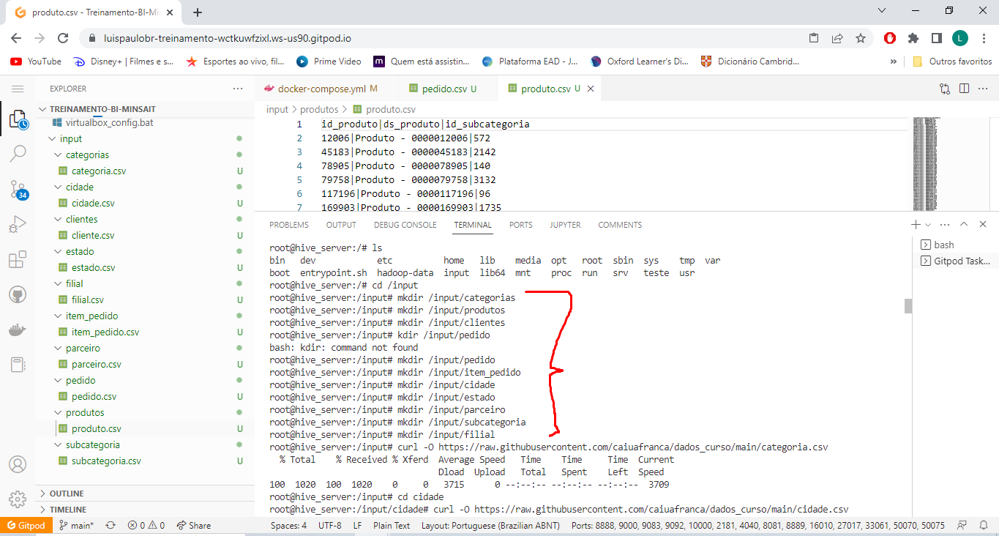 produto.csv - Treinamento-BI-Min
luispaulobr-treinamento-wctkuwfzixl.ws-us90.gitpod.io
L
YouTube
Disney+ | Filmes e s...
Esportes ao vivo, fil...
Prime Video
m
Quem está assistin...
Plataforma EAD - J...
Oxford Learner's Di...
Dicionário Cambrid...
»
Outros favoritos
EXPLORER
TREINAMENTO-BI-MINSAIT
virtualbox_config.bat
input
categorias
categoria.csv U
cidade
cidade.csv U
clientes
cliente.csv U
estado
estado.csv U
filial
filial.csv U
item_pedido
item_pedido.csv U
parceiro
parceiro.csv U
pedido
pedido.csv U
produtos
produto.csv U
subcategoria
subcategoria.csv U
OUTLINE
TIMELINE
34
docker-compose.yml M
pedido.csv U
produto.csv U
input > produtos > produto.csv
1 id_produto|ds_produto|id_subcategoria
2 12006|Produto - 0000012006|572
3 45183|Produto - 0000045183|2142
4 78905|Produto - 0000078905|140
5 79758|Produto - 0000079758|3132
6 117196|Produto - 0000117196|96
7 169903|Produto - 0000169903|1735
PROBLEMS OUTPUT DEBUG CONSOLE TERMINAL PORTS JUPYTER COMMENTS
bash
Gitpod Task...
root@hive_server:/# ls
bin dev etc home lib media opt root sbin sys tmp var
boot entrypoint.sh hadoop-data input lib64 mnt proc run srv teste usr
root@hive_server:/# cd /input
root@hive_server:/input# mkdir /input/categorias
root@hive_server:/input# mkdir /input/produtos
root@hive_server:/input# mkdir /input/clientes
root@hive_server:/input# kdir /input/pedido
bash: kdir: command not found
root@hive_server:/input# mkdir /input/pedido
root@hive_server:/input# mkdir /input/item_pedido
root@hive_server:/input# mkdir /input/cidade
root@hive_server:/input# mkdir /input/estado
root@hive_server:/input# mkdir /input/parceiro
root@hive_server:/input# mkdir /input/subcategoria
root@hive_server:/input# mkdir /input/filial
root@hive_server:/input# curl -O https://raw.githubusercontent.com/caiuafranca/dados_curso/main/categoria.csv
% Total % Received % Xferd Average Speed Time Time Time Current
Dload Upload Total Spent Left Speed
100 1020 100 1020 0 0 3715 0 --:--:-- --:--:-- --:--:-- 3709
root@hive_server:/input# cd cidade
root@hive_server:/input/cidade# curl -O https://raw.githubusercontent.com/caiuafranca/dados_curso/main/cidade.csv
Gitpod
main*
0 0
Share
Spaces: 4
UTF-8
LF
Plain Text
Layout: Portuguese (Brazilian ABNT)
Ports: 8888, 9000, 9083, 9092, 10000, 2181, 4040, 8081, 8889, 16010, 27017, 33061, 50070, 50075